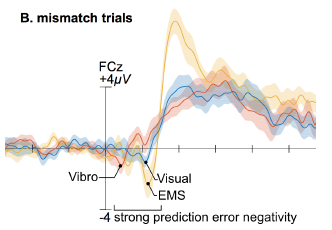 B. mismatch trials
FCz
+4µV
Vibro
Visual
EMS
-4 strong prediction error negativity